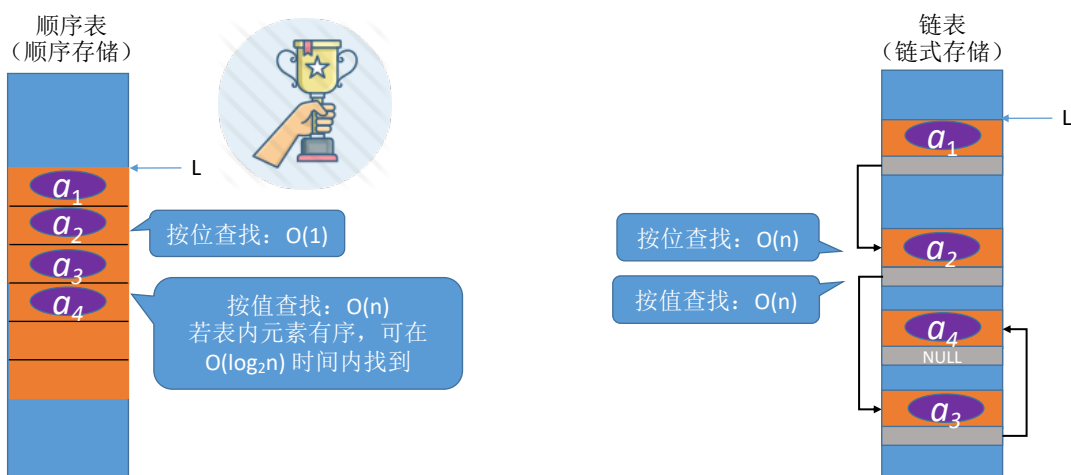 顺序表
（顺序存储）
L
a1
a2
a3
a4
按位查找：O(1)
按值查找：O(n)
若表内元素有序，可在
O(log₂n) 时间内找到
链表
（链式存储）
L
a1
a2
a4
NULL
a3
按位查找：O(n)
按值查找：O(n)